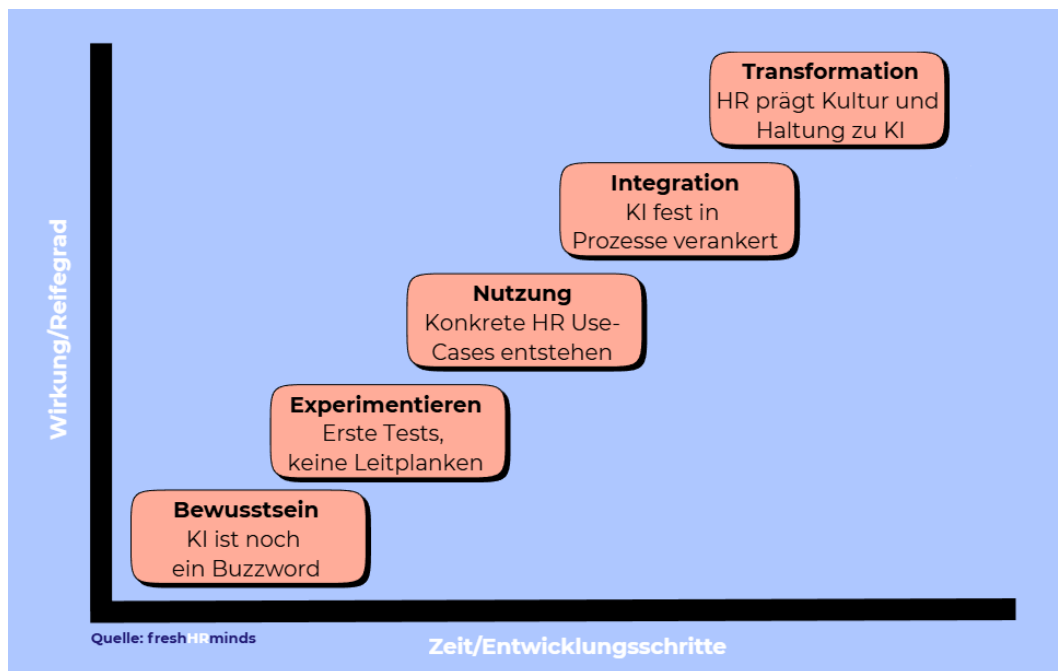 Transformation
HR prägt Kultur und
Haltung zu KI
Integration
KI fest in
Prozesse verankert
Nutzung
Konkrete HR Use-
Cases entstehen
Experimentieren
Erste Tests,
keine Leitplanken
Bewusstsein
KI ist noch
ein Buzzword
Wirkung/Reifegrad
Quelle: freshHRminds
Zeit/Entwicklungsschritte